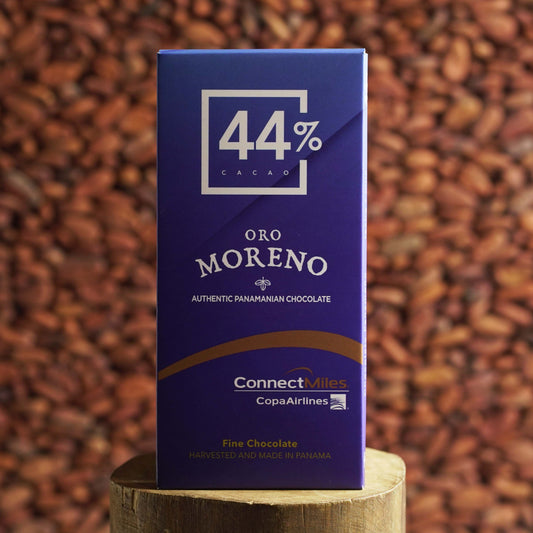 44%
CACAO
ORO
MORENO
AUTHENTIC PANAMANIAN CHOCOLATE
ConnectMiles
CopaAirlines
Fine Chocolate
HARVESTED AND MADE IN PANAMA